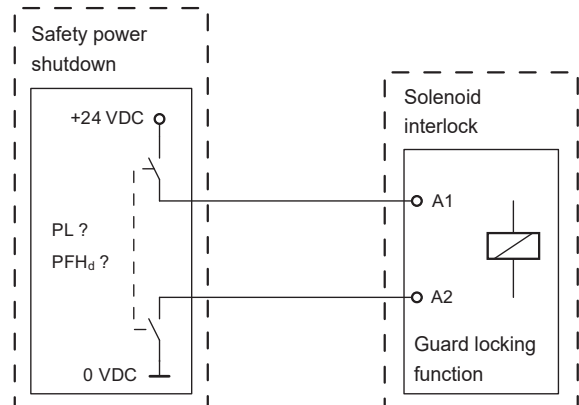 Safety power
shutdown
+24 VDC
PL ?
PFHd ?
0 VDC
Solenoid
interlock
A1
A2
Guard locking
function